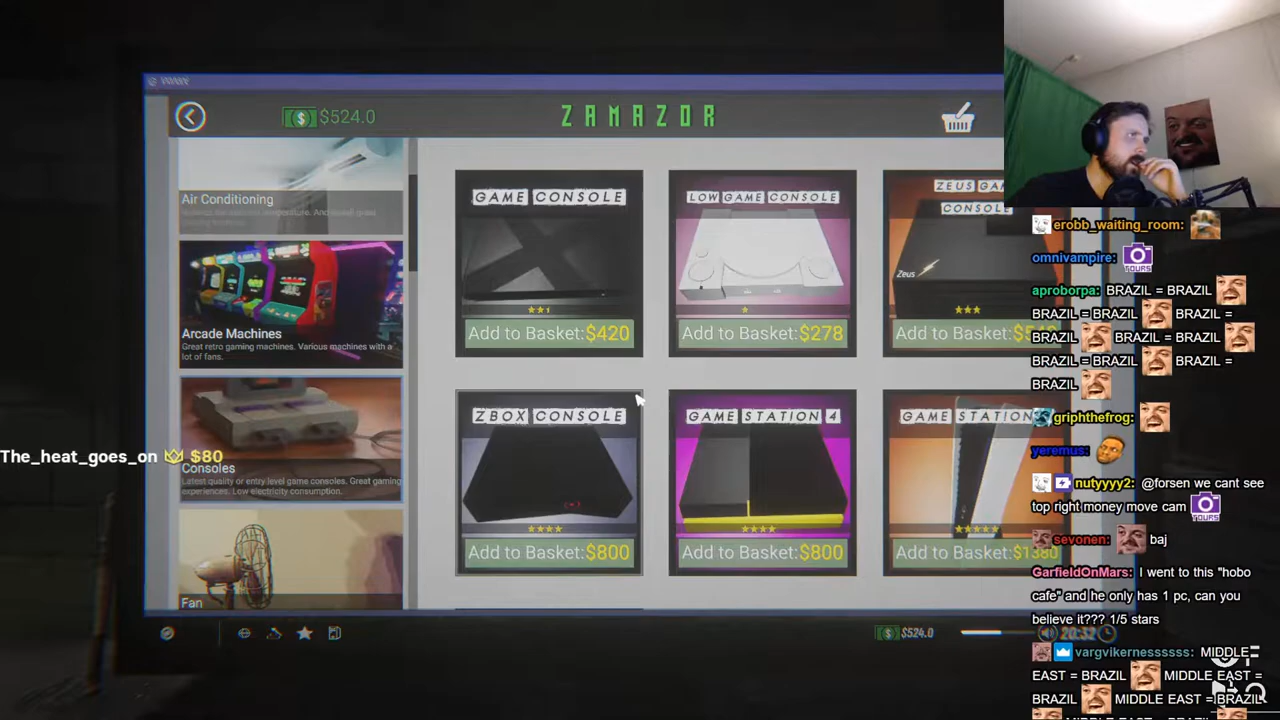 $524.0
ZAMAZOR
Air Conditioning
Arcade Machines
Great retro gaming machines. Various machines with a
lot of fans.
Consoles
Latest quality or entry level game consoles. Great gaming
experiences. Low electricity consumption.
Fan
GAME CONSOLE
Add to Basket:$420
LOW GAME CONSOLE
Add to Basket:$278
ZEUS GAM
CONSOLE
Zeus
Add to Basket:
ZBOX CONSOLE
Add to Basket:$800
GAME STATION 4
Add to Basket:$800
GAME STATION
Add to Basket:$1380
$524.0
20:32
The_heat_goes_on $80
erobb_waiting_room:
omnivampire: TOURS
aproborpa: BRAZIL = BRAZIL
BRAZIL = BRAZIL BRAZIL =
BRAZIL BRAZIL = BRAZIL
BRAZIL = BRAZIL BRAZIL =
BRAZIL
griphthefrog:
yeremus:
nutyyyy2: @forsen we cant see
top right money move cam TOURS
sevonen: baj
GarfieldOnMars: I went to this "hobo
cafe" and he only has 1 pc, can you
believe it??? 1/5 stars
vargvikernessssss: MIDDLE
EAST = BRAZIL MIDDLE EAST =
BRAZIL MIDDLE EAST = BRAZIL